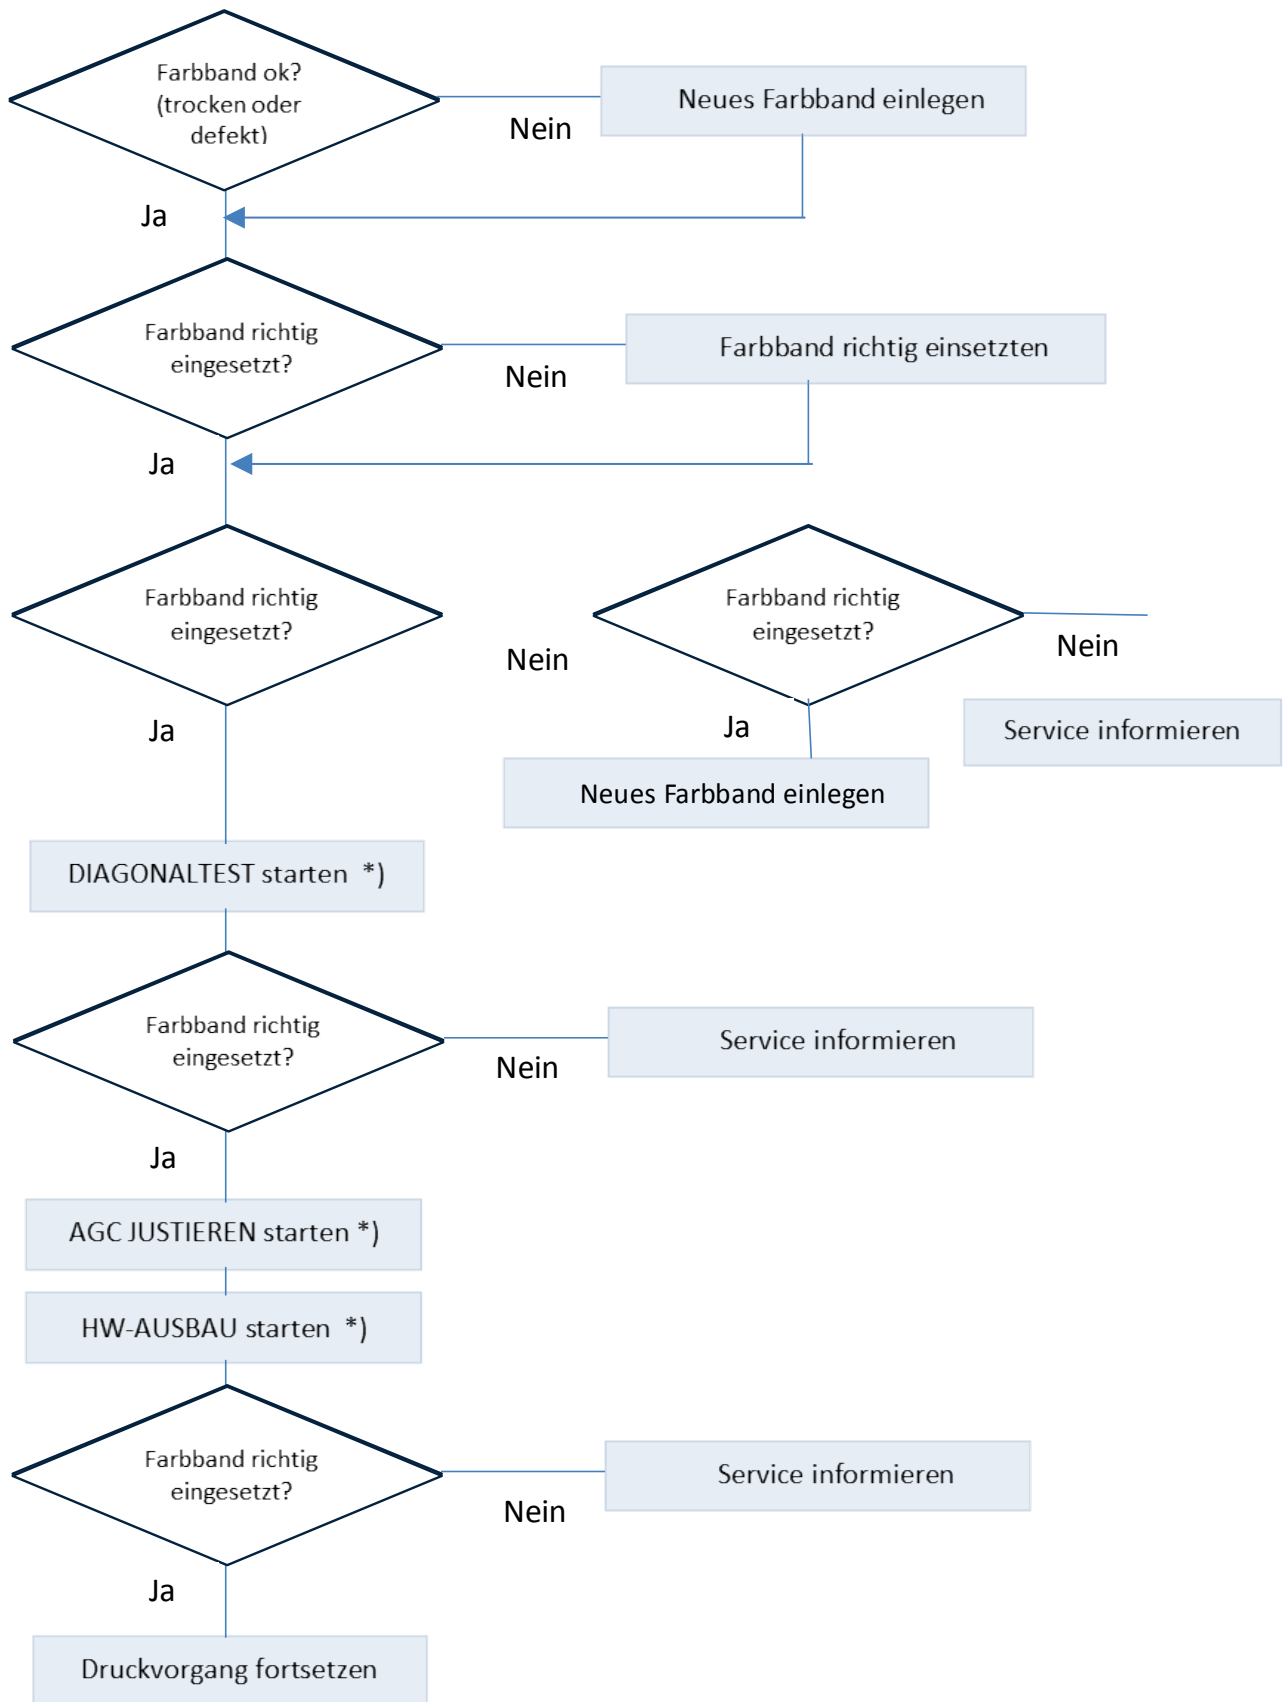 Farbband ok?
(trocken oder
defekt)
Neues Farbband einlegen
Nein
Ja
Farbband richtig
eingesetzt?
Farbband richtig einsetzten
Nein
Ja
Farbband richtig
eingesetzt?
Nein
Farbband richtig
eingesetzt?
Nein
Ja
Ja
Service informieren
Neues Farbband einlegen
DIAGONALTEST starten *)
Farbband richtig
eingesetzt?
Service informieren
Nein
Ja
AGC JUSTIEREN starten *)
HW-AUSBAU starten *)
Farbband richtig
eingesetzt?
Service informieren
Nein
Ja
Druckvorgang fortsetzen